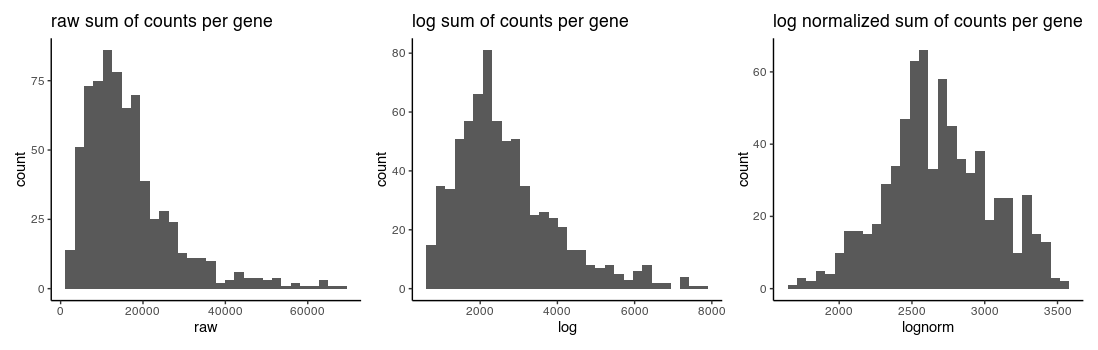 raw sum of counts per gene
75
50
25
0
count
0 20000 40000 60000
raw
log sum of counts per gene
80
60
40
20
0
count
2000 4000 6000 8000
log
log normalized sum of counts per gene
60
40
20
0
count
2000 2500 3000 3500
lognorm